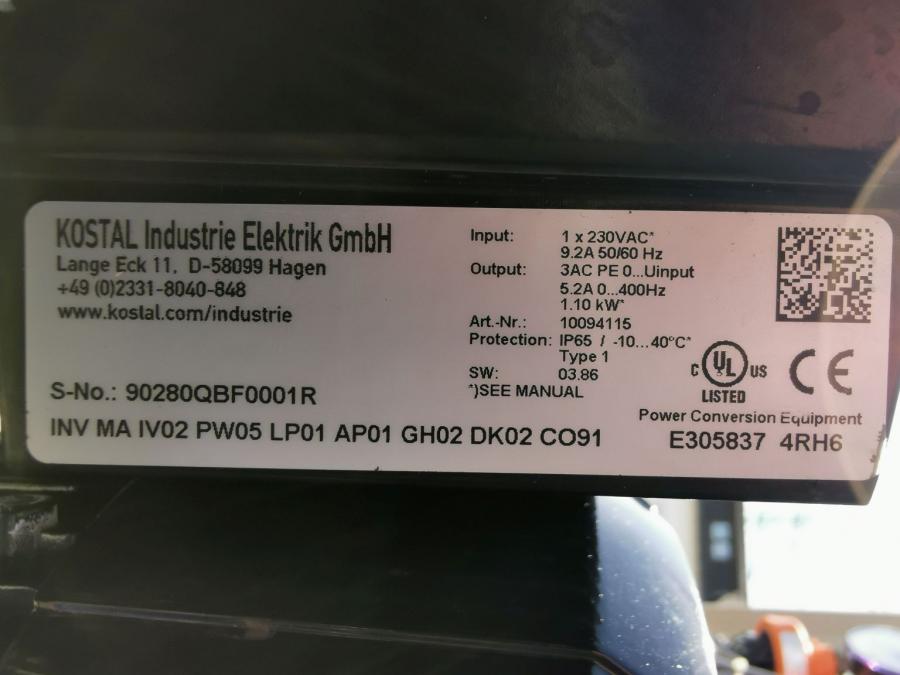 KOSTAL Industrie Elektrik GmbH
Lange Eck 11, D-58099 Hagen
+49 (0)2331-8040-848
www.kostal.com/industrie
S-No.: 90280QBF0001R
INV MA IV02 PW05 LP01 AP01 GH02 DK02 CO91
Input: 1 x 230VAC*
9.2A 50/60 Hz
Output: 3AC PE 0...Uinput
5.2A 0...400Hz
1.10 kW*
Art.-Nr.: 10094115
Protection: IP65 / -10...40°C*
Type 1
SW: 03.86
*)SEE MANUAL
C UL US
LISTED
CE
Power Conversion Equipment
E305837 4RH6